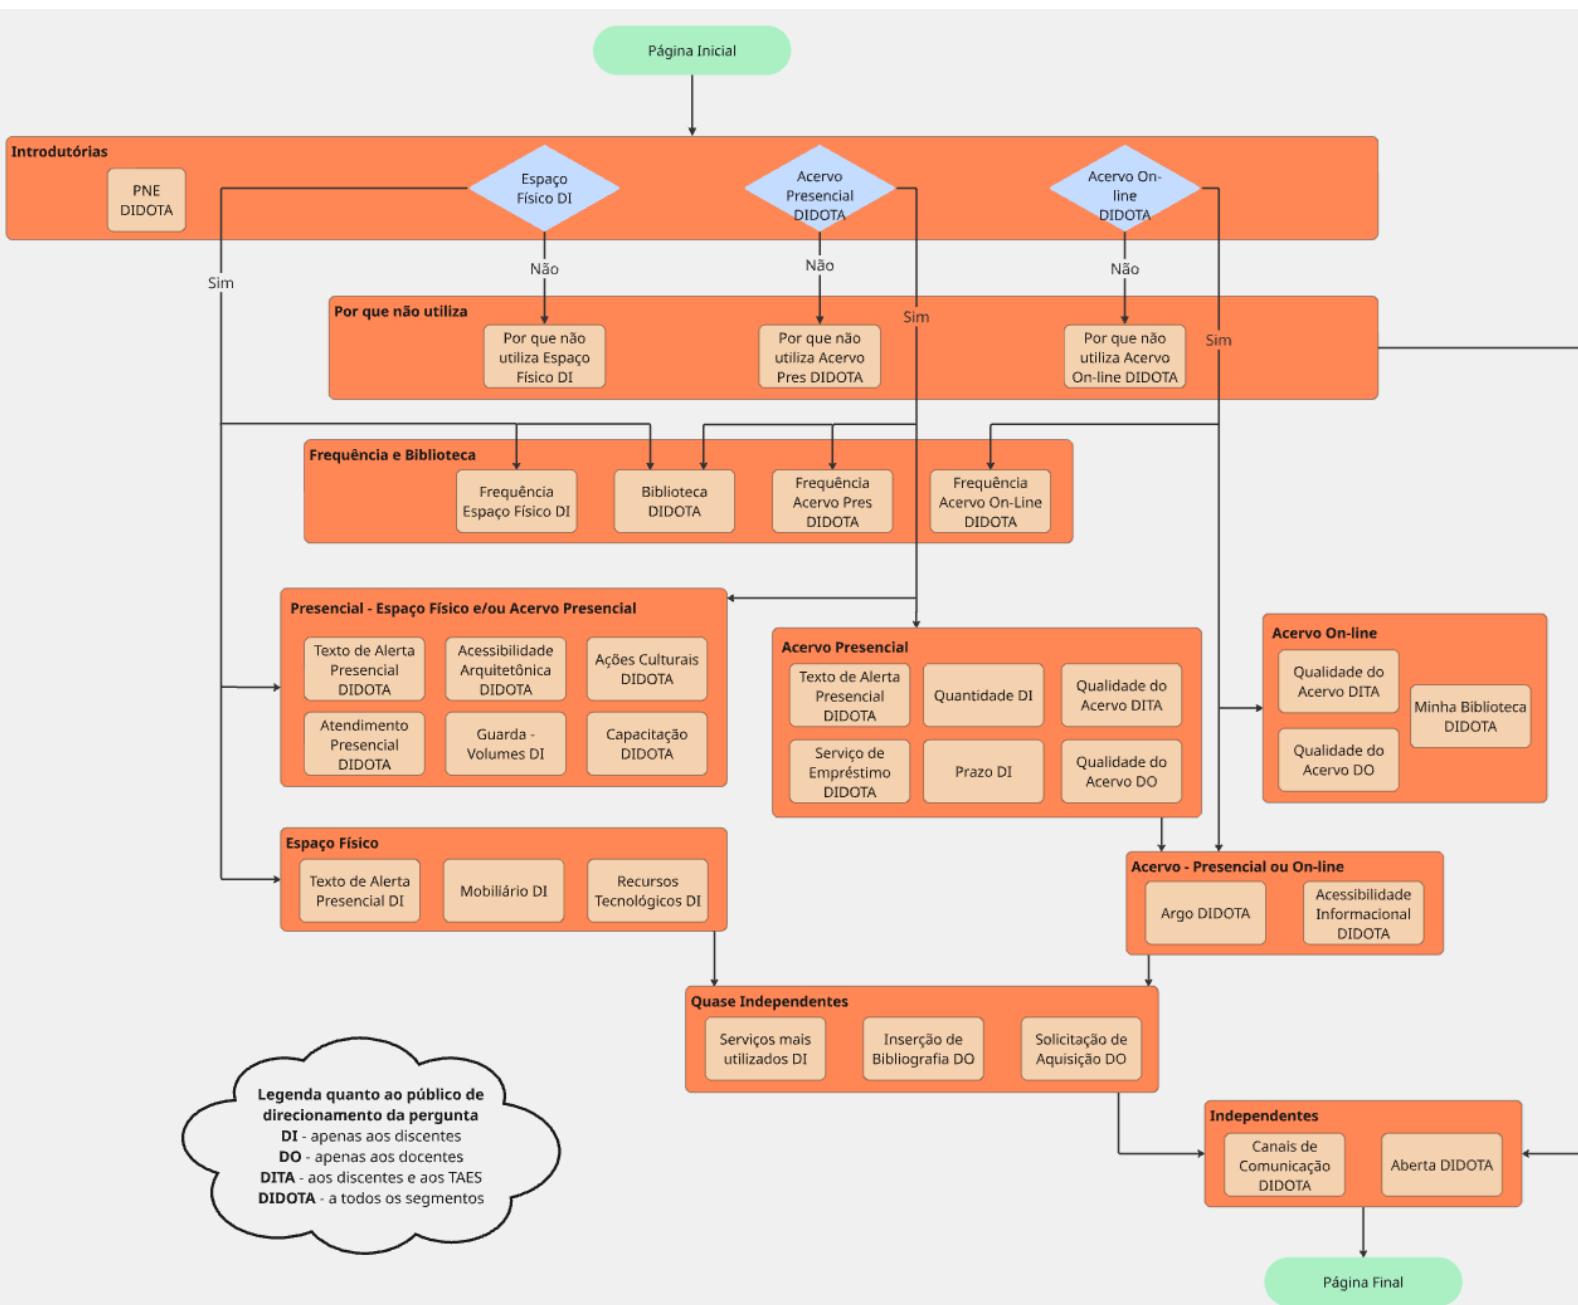 Página Inicial
Introdutórias
PNE
DIDOTA
Espaço
Físico DI
Acervo
Presencial
DIDOTA
Acervo On-
line
DIDOTA
Sim
Não
Não
Não
Sim
Sim
Por que não utiliza
Por que não
utiliza Espaço
Físico DI
Por que não
utiliza Acervo
Pres DIDOTA
Por que não
utiliza Acervo
On-line DIDOTA
Frequência e Biblioteca
Frequência
Espaço Físico DI
Biblioteca
DIDOTA
Frequência
Acervo Pres
DIDOTA
Frequência
Acervo On-Line
DIDOTA
Presencial - Espaço Físico e/ou Acervo Presencial
Texto de Alerta
Presencial
DIDOTA
Acessibilidade
Arquitetônica
DIDOTA
Ações Culturais
DIDOTA
Atendimento
Presencial
DIDOTA
Guarda -
Volumes DI
Capacitação
DIDOTA
Acervo Presencial
Texto de Alerta
Presencial
DIDOTA
Quantidade DI
Qualidade do
Acervo DITA
Serviço de
Empréstimo
DIDOTA
Prazo DI
Qualidade do
Acervo DO
Acervo On-line
Qualidade do
Acervo DITA
Minha Biblioteca
DIDOTA
Qualidade do
Acervo DO
Espaço Físico
Texto de Alerta
Presencial DI
Mobiliário DI
Recursos
Tecnológicos DI
Acervo - Presencial ou On-line
Argo DIDOTA
Acessibilidade
Informacional
DIDOTA
Quase Independentes
Serviços mais
utilizados DI
Inserção de
Bibliografia DO
Solicitação de
Aquisição DO
Legenda quanto ao público de
direcionamento da pergunta
DI - apenas aos discentes
DO - apenas aos docentes
DITA - aos discentes e aos TAES
DIDOTA - a todos os segmentos
Independentes
Canais de
Comunicação
DIDOTA
Aberta DIDOTA
Página Final